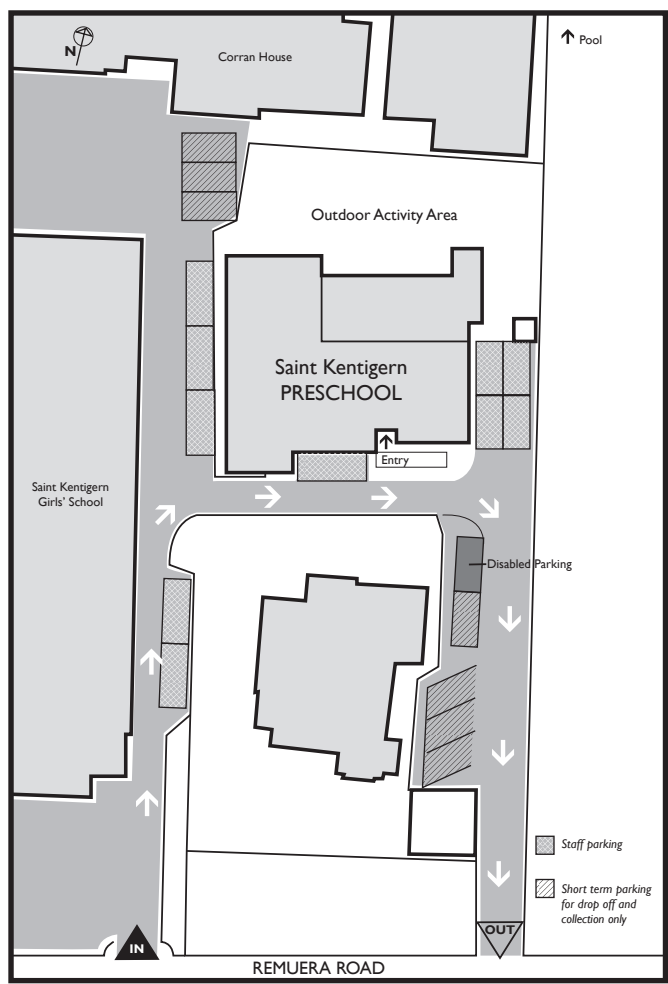 N
Corran House
Pool
Outdoor Activity Area
Saint Kentigern
PRESCHOOL
Entry
Saint Kentigern
Girls' School
Disabled Parking
Staff parking
Short term parking
for drop off and
collection only
IN
OUT
REMUERA ROAD